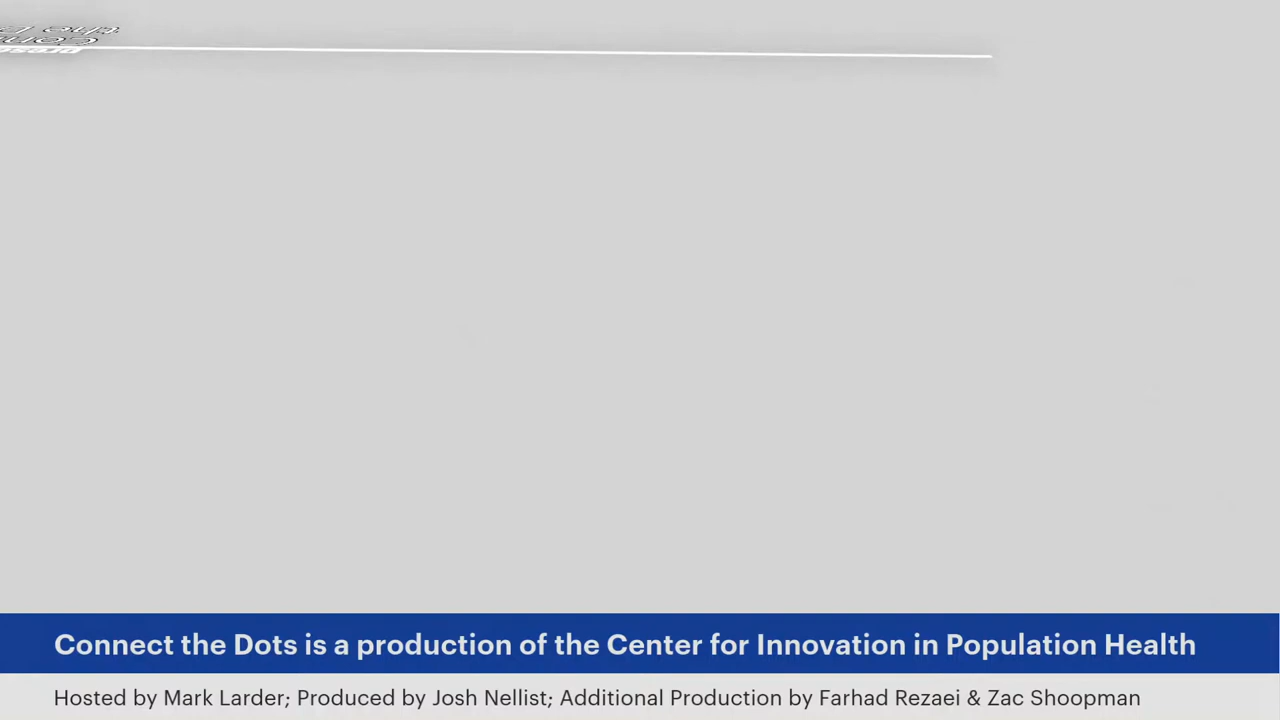 Connect the Dots is a production of the Center for Innovation in Population Health
Hosted by Mark Larder; Produced by Josh Nellist; Additional Production by Farhad Rezaei & Zac Shoopman